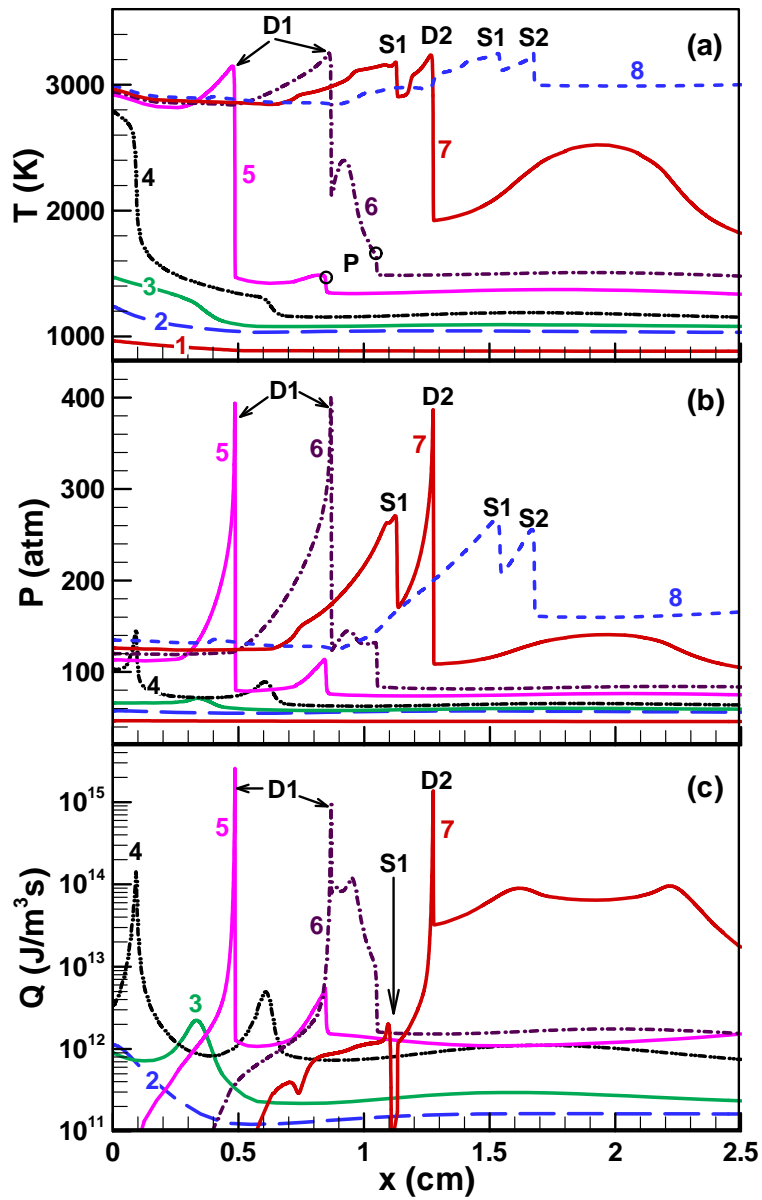 D1 S1 D2 S1 S2 (a)
3000 8
4 5 7
T (K)
2000 6
P
3
2
1000 1
(b)
400 D1 D2
5 6 7
300
S1 S1 S2
P (atm)
200
8
100
4
(c)
10¹⁵ D1 D2
5 7
4 S1
10¹⁴
6
Q (J/m³s)
10¹³
3
10¹²
2
10¹¹
0 0.5 1 1.5 2 2.5
x (cm)